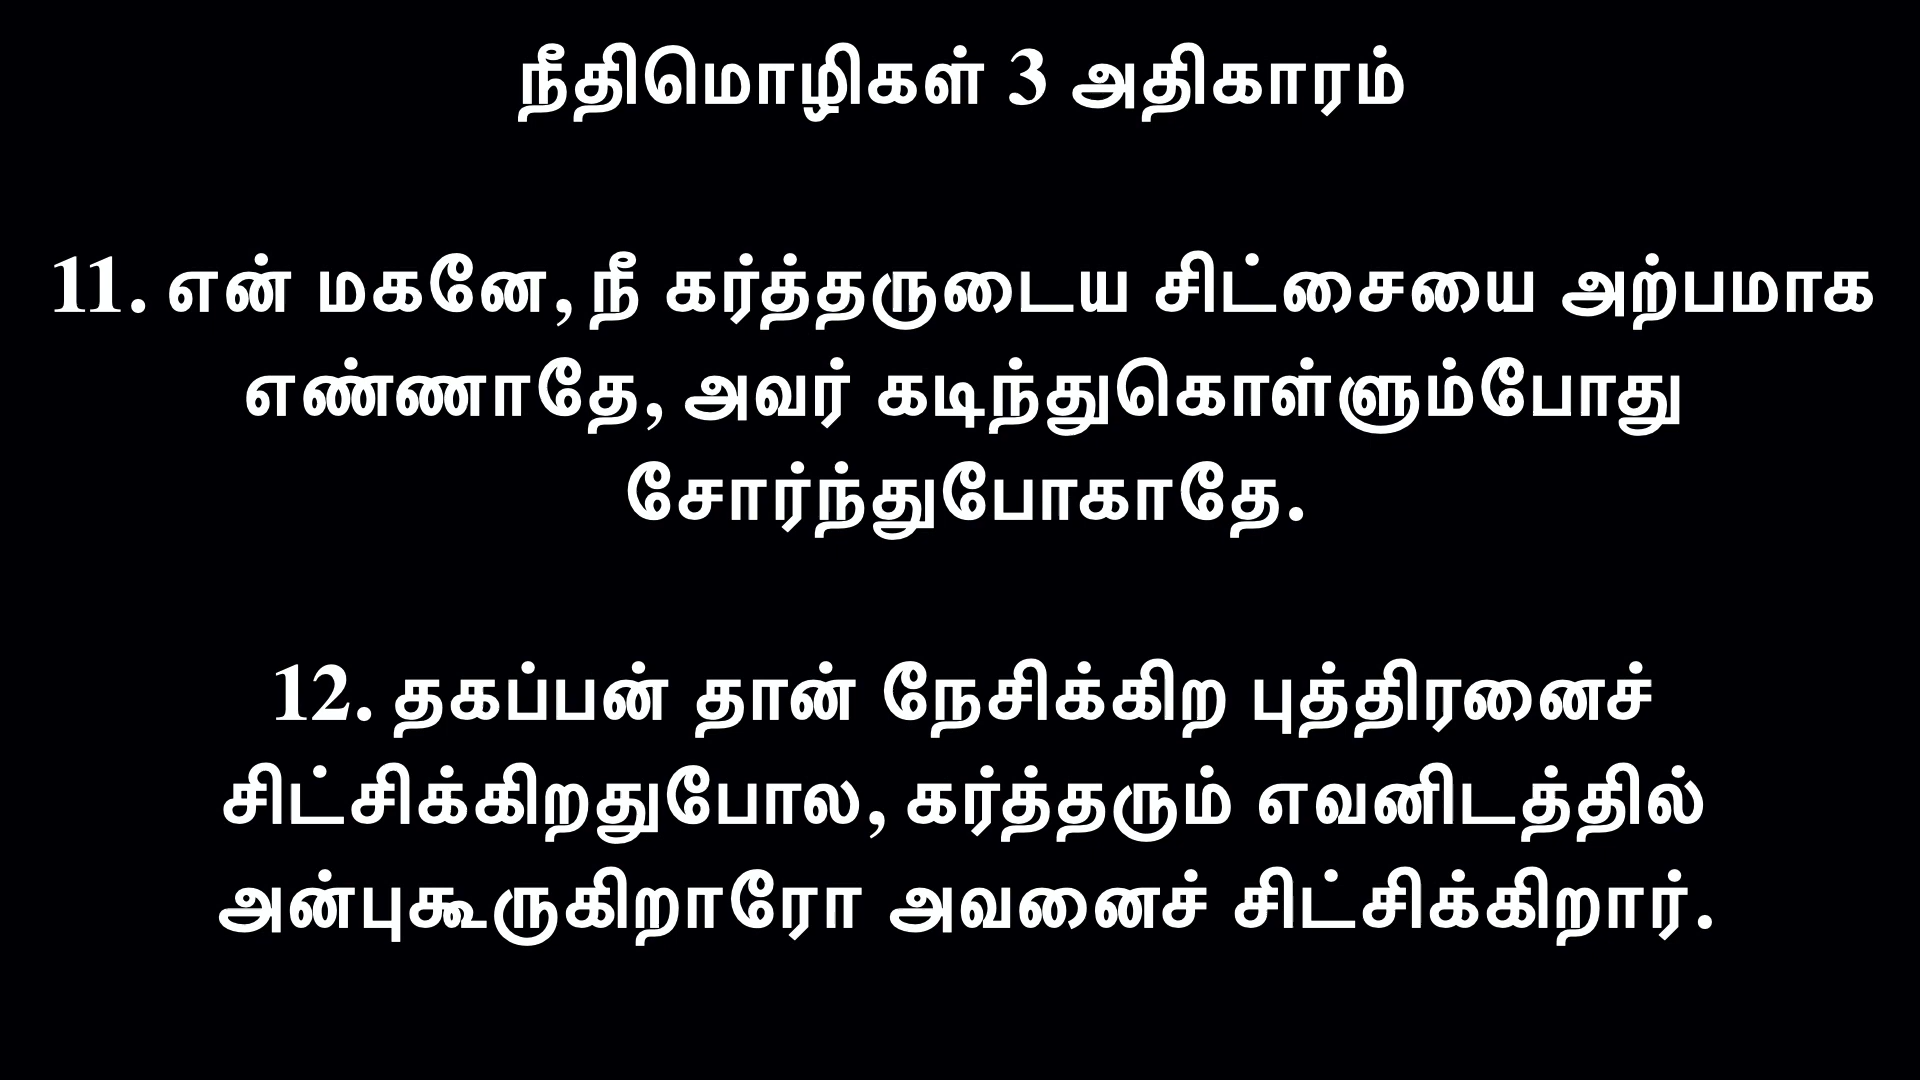 நீதிமொழிகள் 3 அதிகாரம்
11. என் மகனே, நீ கர்த்தருடைய சிட்சையை அற்பமாக
எண்ணாதே, அவர் கடிந்துகொள்ளும்போது
சோர்ந்துபோகாதே.
12. தகப்பன் தான் நேசிக்கிற புத்திரனைச்
சிட்சிக்கிறதுபோல, கர்த்தரும் எவனிடத்தில்
அன்புகூருகிறாரோ அவனைச் சிட்சிக்கிறார்.